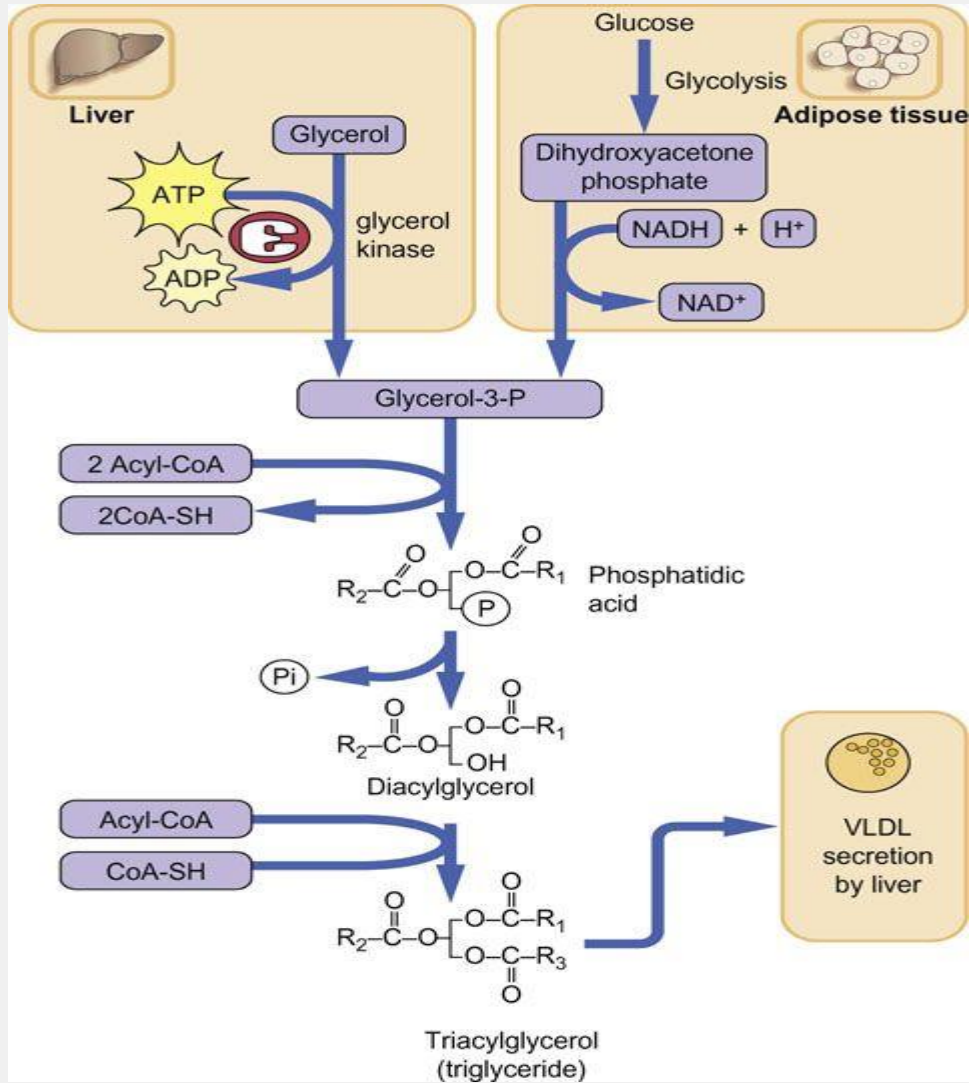 Liver
Glycerol
ATP
glycerol
kinase
ADP
Glucose
Glycolysis
Adipose tissue
Dihydroxyacetone
phosphate
NADH + H⁺
NAD⁺
Glycerol-3-P
2 Acyl-CoA
2CoA-SH
O
O
R₂–C–O
O–C–R₁
P
Phosphatidic
acid
Pi
O
O
R₂–C–O
O–C–R₁
OH
Diacylglycerol
Acyl-CoA
CoA-SH
O
O
R₂–C–O
O–C–R₁
O–C–R₃
O
Triacylglycerol
(triglyceride)
VLDL
secretion
by liver